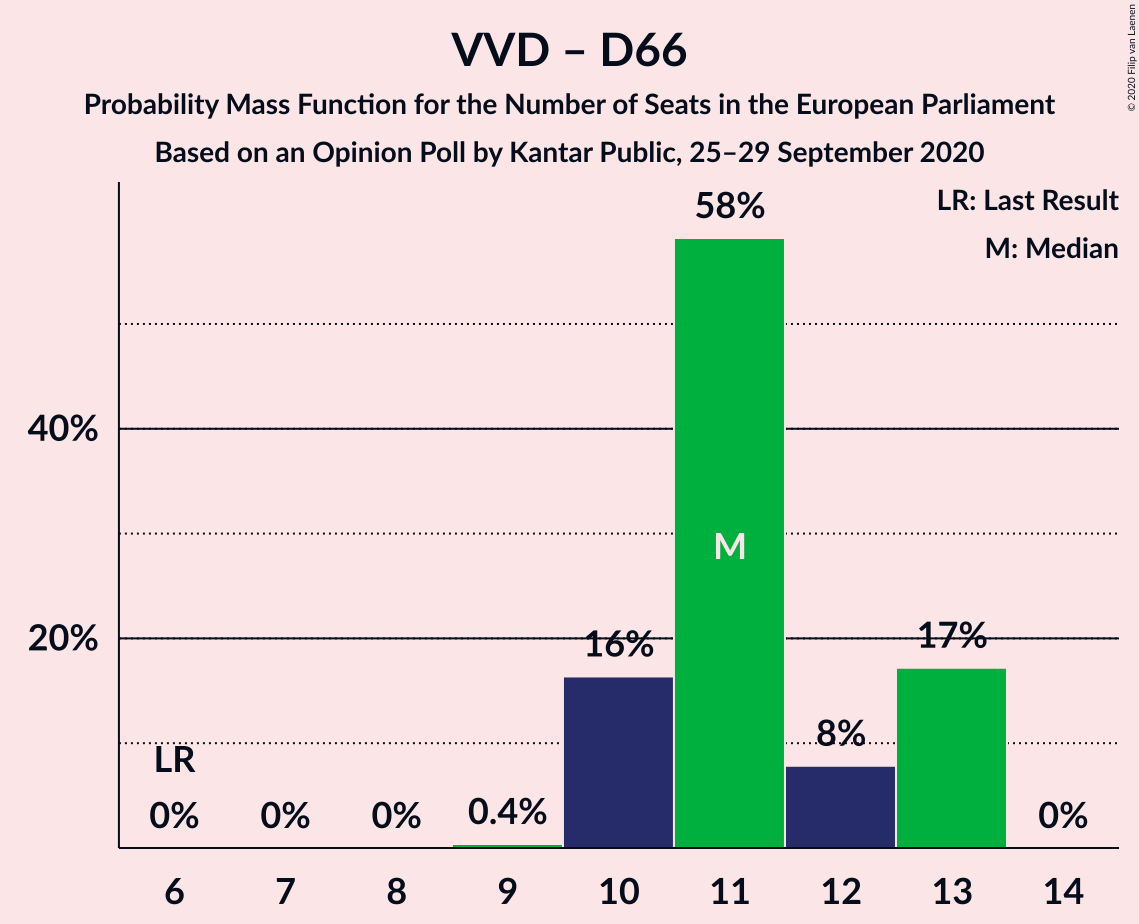 VVD – D66
Probability Mass Function for the Number of Seats in the European Parliament
Based on an Opinion Poll by Kantar Public, 25–29 September 2020
© 2020 Filip van Laenen
LR: Last Result
M: Median
58%
40%
M
20%
16%
17%
8%
LR
0%
0%
0%
0.4%
0%
6 7 8 9 10 11 12 13 14